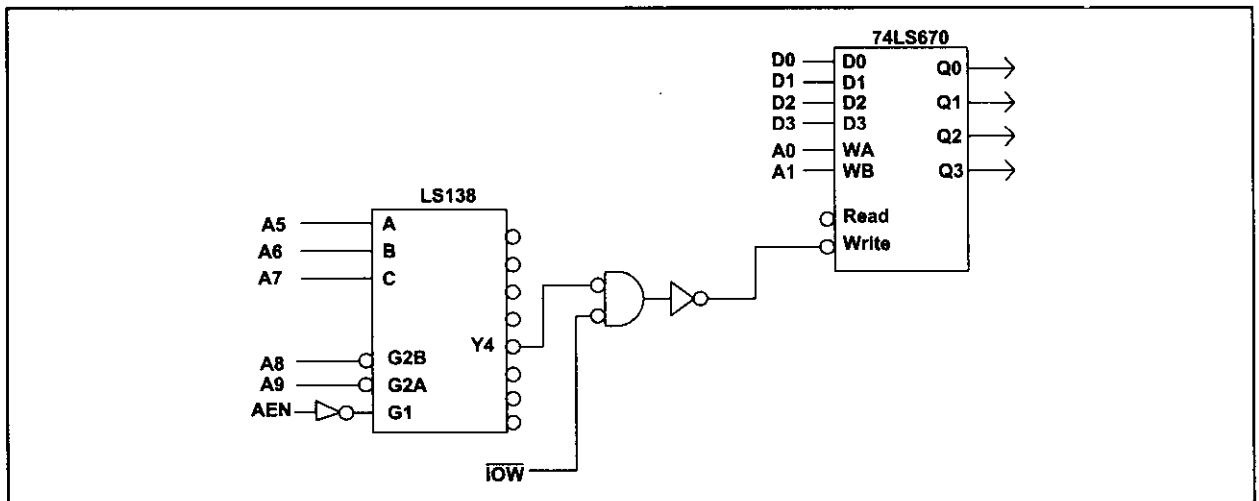 74LS670
D0 D0 Q0
D1 D1
D2 D2 Q1
D3 D3 Q2
A0 WA
A1 WB Q3
LS138
Read
A5 A
Write
A6 B
A7 C
Y4
A8 G2B
A9 G2A
AEN G1
IOW